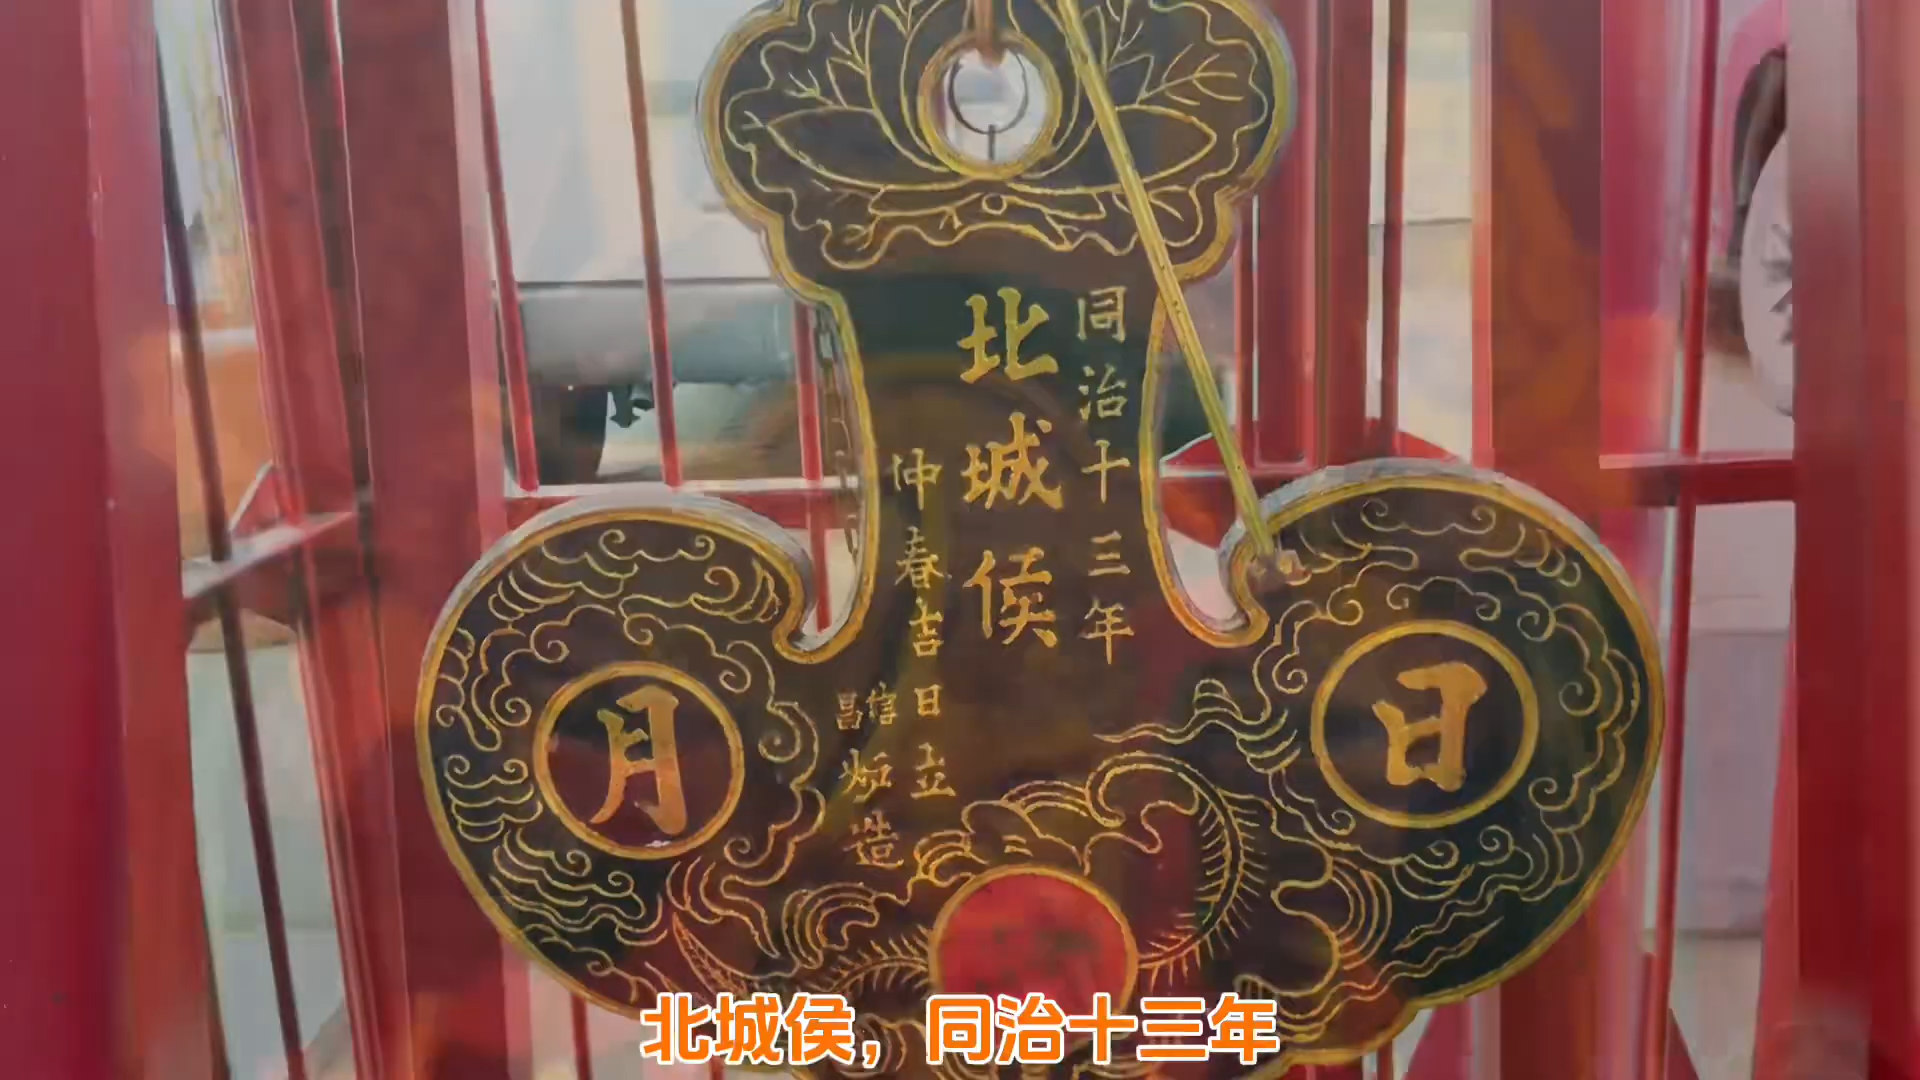 同治十三年
北城侯
仲春吉日立
信昌炉造
日
月
北城侯，同治十三年